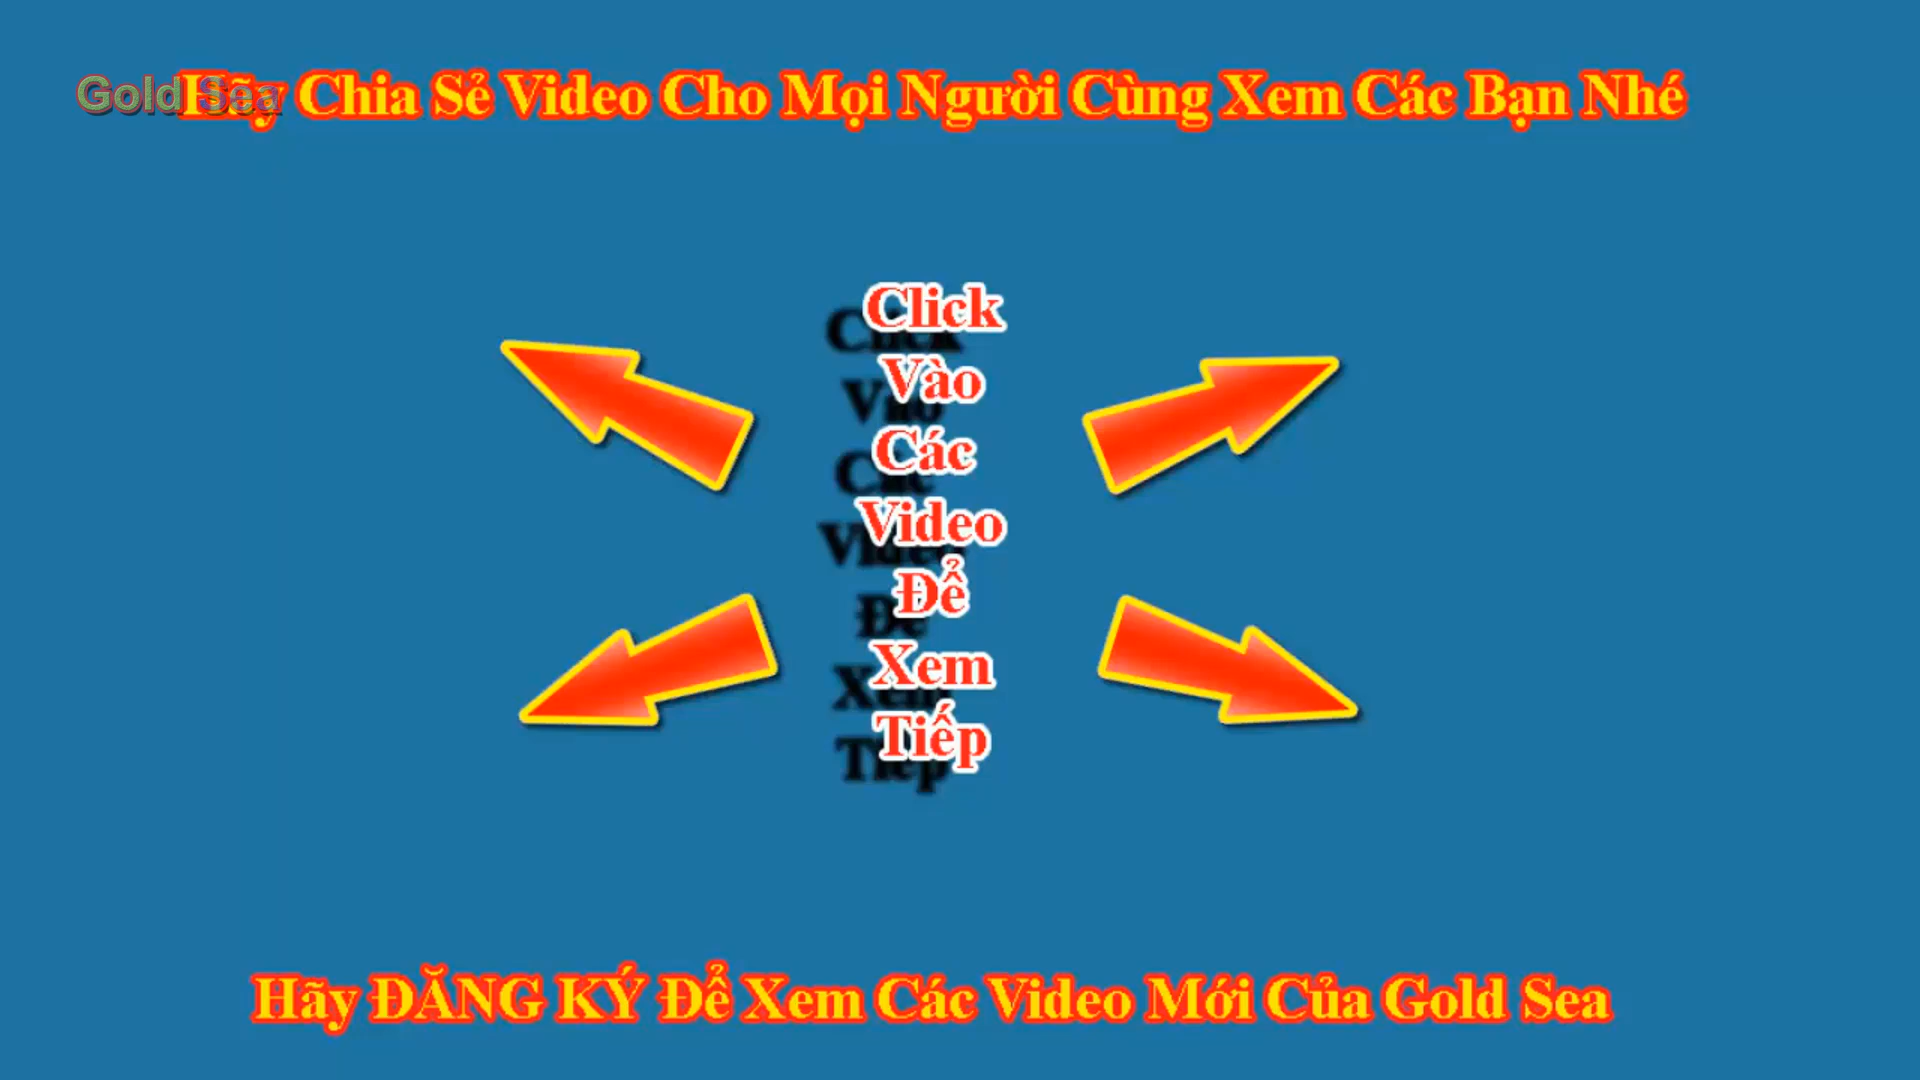 Gold Sea
Hãy Chia Sẻ Video Cho Mọi Người Cùng Xem Các Bạn Nhé
Click
Vào
Các
Video
Để
Xem
Tiếp
Hãy ĐĂNG KÝ Để Xem Các Video Mới Của Gold Sea